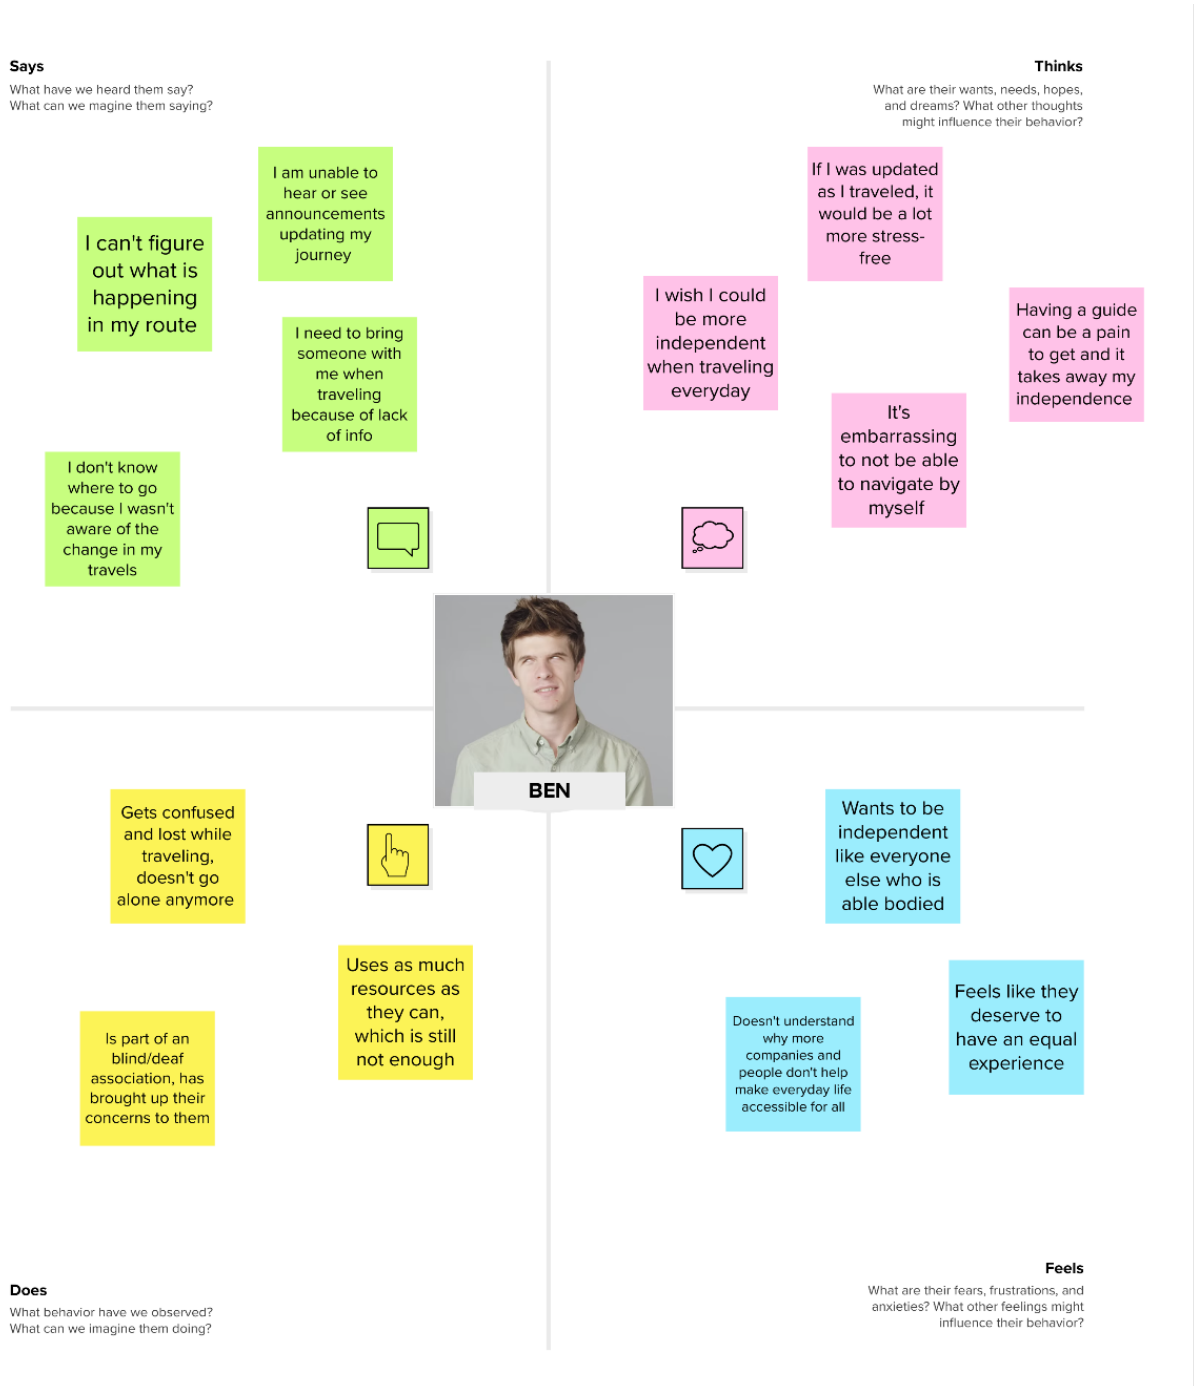 Says
What have we heard them say?
What can we magine them saying?
I am unable to
hear or see
announcements
updating my
journey
I can't figure
out what is
happening
in my route
I need to bring
someone with
me when
traveling
because of lack
of info
I don't know
where to go
because I wasn't
aware of the
change in my
travels
Thinks
What are their wants, needs, hopes,
and dreams? What other thoughts
might influence their behavior?
If I was updated
as I traveled, it
would be a lot
more stress-
free
I wish I could
be more
independent
when traveling
everyday
Having a guide
can be a pain
to get and it
takes away my
independence
It's
embarrassing
to not be able
to navigate by
myself
BEN
Gets confused
and lost while
traveling,
doesn't go
alone anymore
Uses as much
resources as
they can,
which is still
not enough
Is part of an
blind/deaf
association, has
brought up their
concerns to them
Does
What behavior have we observed?
What can we imagine them doing?
Wants to be
independent
like everyone
else who is
able bodied
Feels like they
deserve to
have an equal
experience
Doesn't understand
why more
companies and
people don't help
make everyday life
accessible for all
Feels
What are their fears, frustrations, and
anxieties? What other feelings might
influence their behavior?